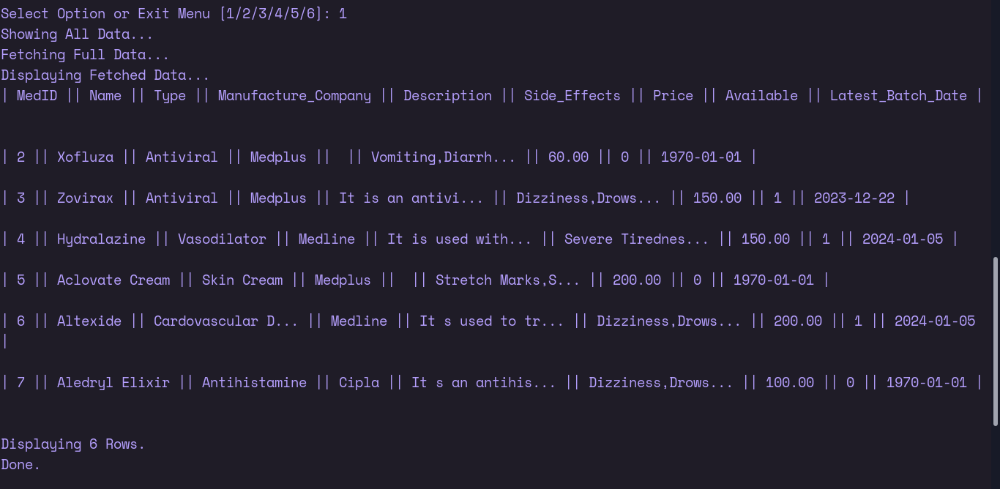 Select Option or Exit Menu [1/2/3/4/5/6]: 1
Showing All Data...
Fetching Full Data...
Displaying Fetched Data...
| MedID || Name || Type || Manufacture_Company || Description || Side_Effects || Price || Available || Latest_Batch_Date |
| 2 || Xofluza || Antiviral || Medplus ||  || Vomiting,Diarrh... || 60.00 || 0 || 1970-01-01 |
| 3 || Zovirax || Antiviral || Medplus || It is an antivi... || Dizziness,Drows... || 150.00 || 1 || 2023-12-22 |
| 4 || Hydralazine || Vasodilator || Medline || It is used with... || Severe Tirednes... || 150.00 || 1 || 2024-01-05 |
| 5 || Aclovate Cream || Skin Cream || Medplus ||  || Stretch Marks,S... || 200.00 || 0 || 1970-01-01 |
| 6 || Altexide || Cardovascular D... || Medline || It s used to tr... || Dizziness,Drows... || 200.00 || 1 || 2024-01-05
|
| 7 || Aledryl Elixir || Antihistamine || Cipla || It s an antihis... || Dizziness,Drows... || 100.00 || 0 || 1970-01-01 |
Displaying 6 Rows.
Done.